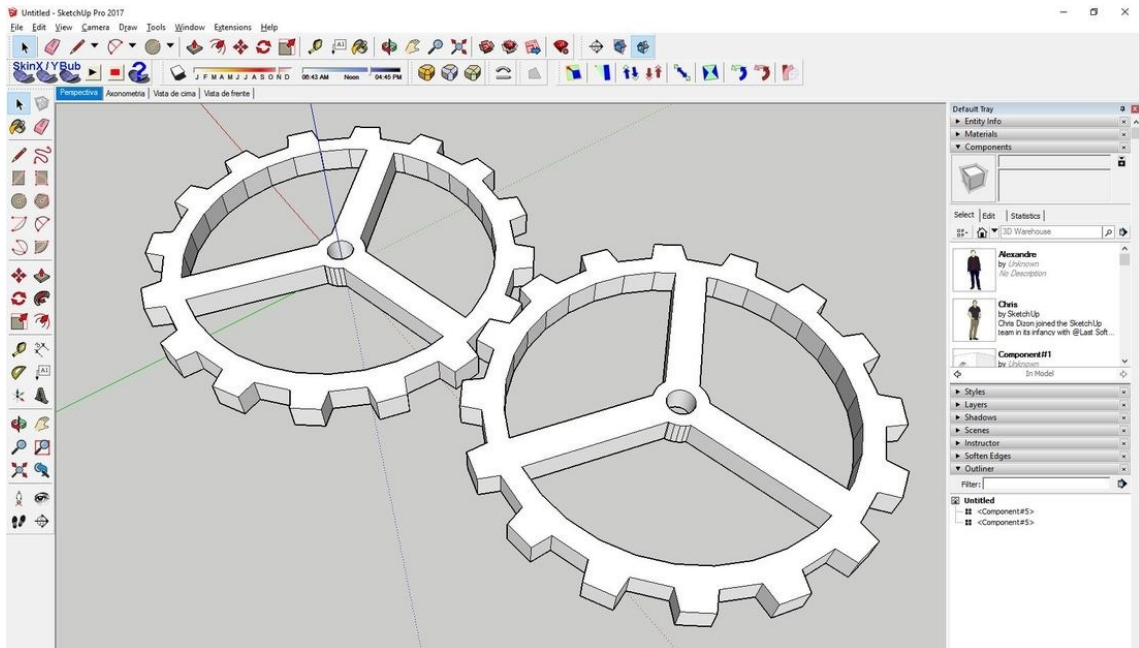 Untitled - SketchUp Pro 2017
File Edit View Camera Draw Tools Window Extensions Help
A1
SkinX / YBub
J F M A M J J A S O N D 06:43 AM Noon 04:45 PM
Perspectiva Axonometria Vista de cima Vista de frente
Default Tray
Entity Info
Materials
Components
Select Edit Statistics
3D Warehouse
Alexandre
by Unknown
No Description
Chris
by SketchUp
Chris Dizon joined the SketchUp
team in its infancy with @Last Soft...
Component#1
by Unknown
In Model
Styles
Layers
Shadows
Scenes
Instructor
Soften Edges
Outliner
Filter:
Untitled
<Component#5>
<Component#5>
A1